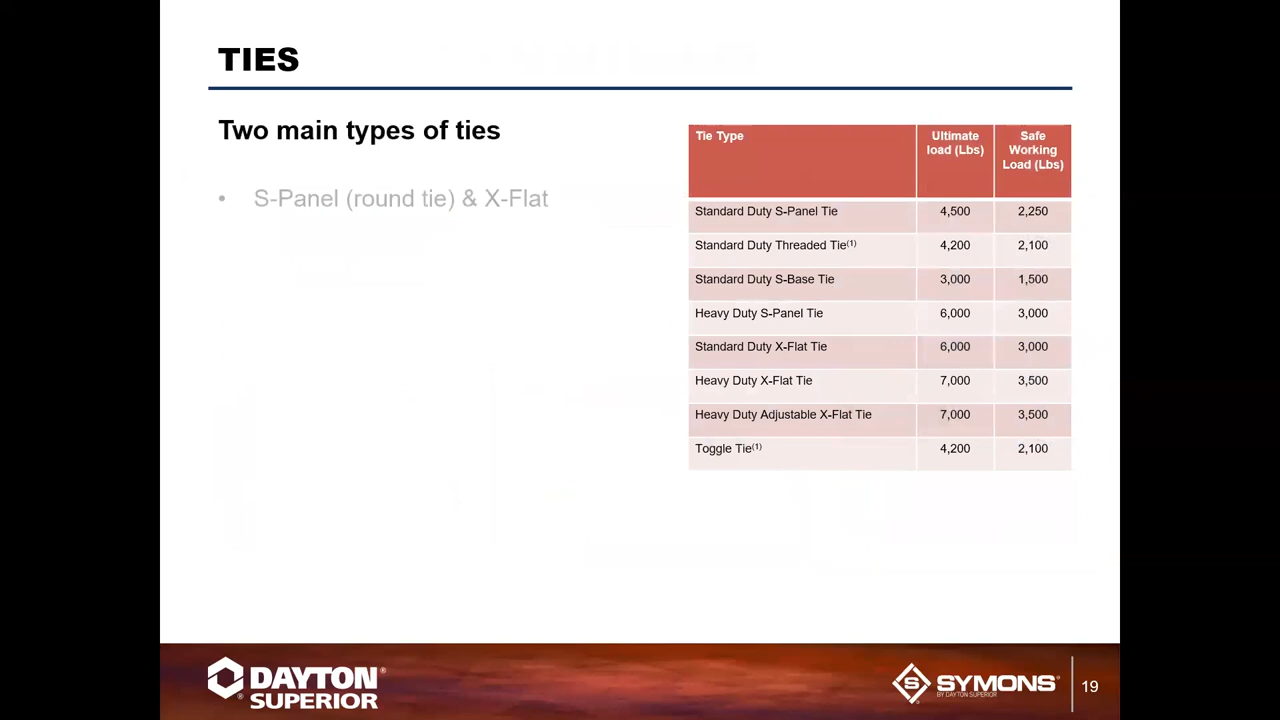 TIES
Two main types of ties
• S-Panel (round tie) & X-Flat
Tie Type
Ultimate load (Lbs)
Safe Working Load (Lbs)
Standard Duty S-Panel Tie 4,500 2,250
Standard Duty Threaded Tie(1) 4,200 2,100
Standard Duty S-Base Tie 3,000 1,500
Heavy Duty S-Panel Tie 6,000 3,000
Standard Duty X-Flat Tie 6,000 3,000
Heavy Duty X-Flat Tie 7,000 3,500
Heavy Duty Adjustable X-Flat Tie 7,000 3,500
Toggle Tie(1) 4,200 2,100
DAYTON®
®SUPERIOR
SYMONS®
BY DAYTON SUPERIOR
19